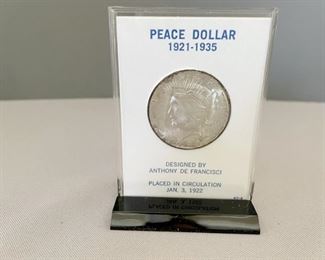 PEACE DOLLAR
1921-1935
DESIGNED BY
ANTHONY DE FRANCISCI
PLACED IN CIRCULATION
JAN. 3, 1922